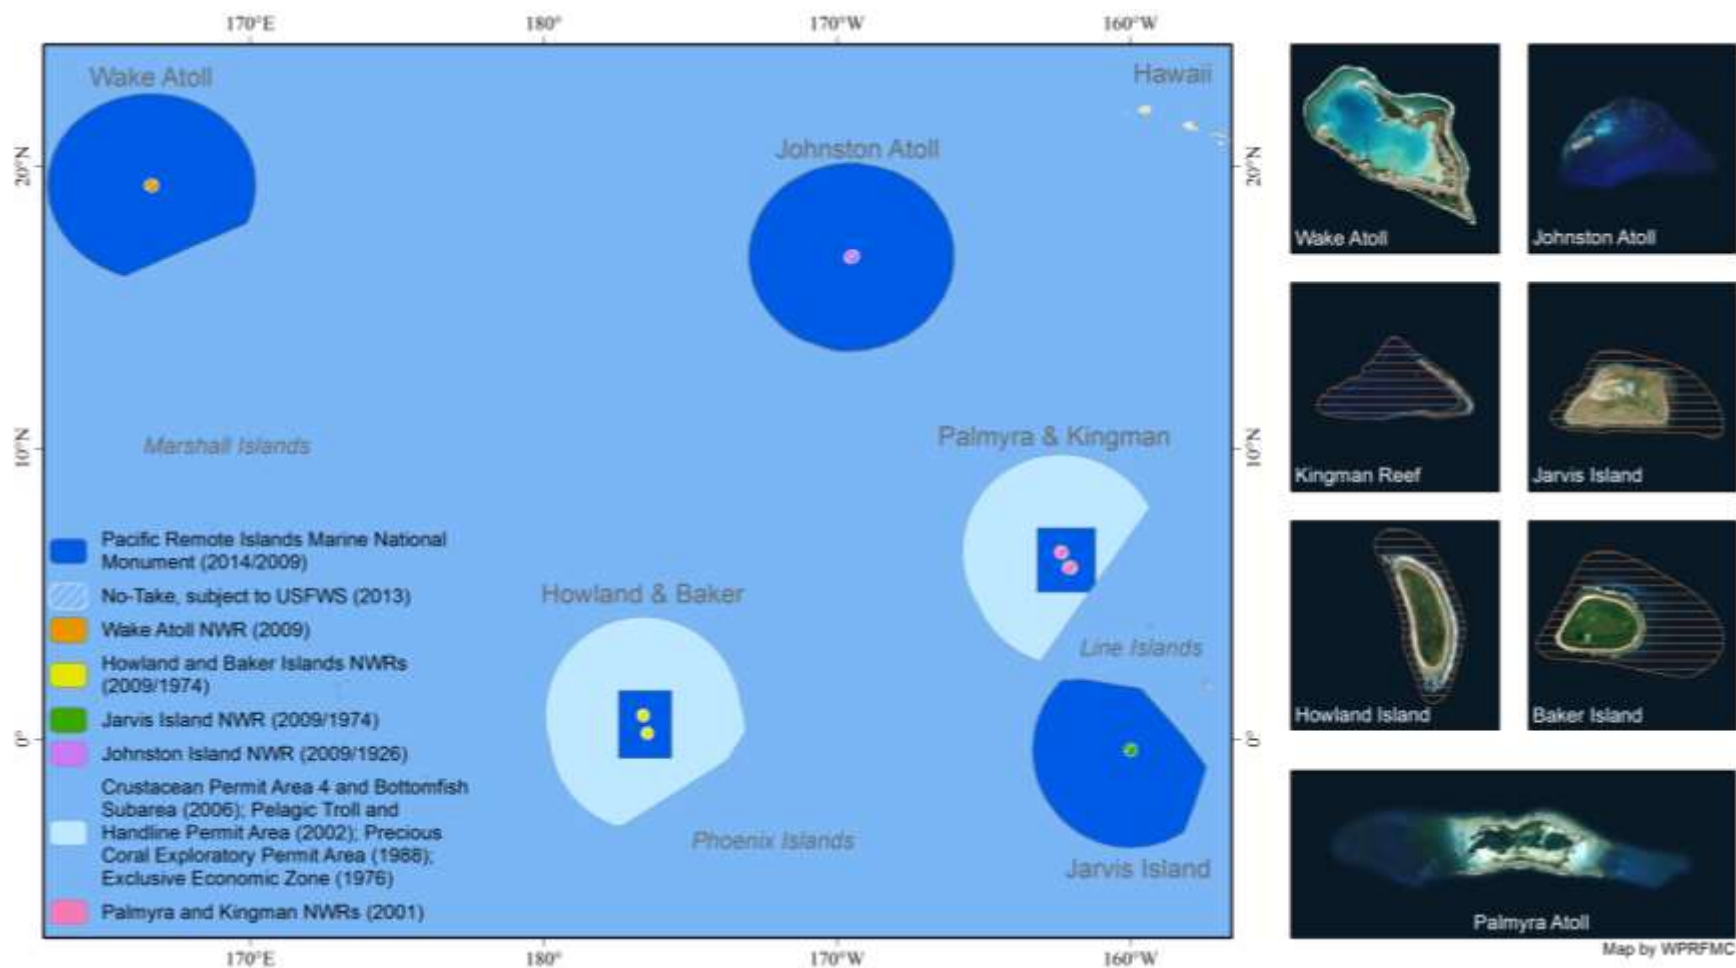 170°E 180° 170°W 160°W
Wake Atoll
Hawaii
Johnston Atoll
20°N
20°N
Marshall Islands
Palmyra & Kingman
10°N
10°N
Howland & Baker
Line Islands
0°
0°
Phoenix Islands
Jarvis Island
Pacific Remote Islands Marine National
Monument (2014/2009)
No-Take, subject to USFWS (2013)
Wake Atoll NWR (2009)
Howland and Baker Islands NWRs
(2009/1974)
Jarvis Island NWR (2009/1974)
Johnston Island NWR (2009/1926)
Crustacean Permit Area 4 and Bottomfish
Subarea (2006); Pelagic Troll and
Handline Permit Area (2002); Precious
Coral Exploratory Permit Area (1988);
Exclusive Economic Zone (1976)
Palmyra and Kingman NWRs (2001)
170°E 180° 170°W 160°W
Wake Atoll
Johnston Atoll
Kingman Reef
Jarvis Island
Howland Island
Baker Island
Palmyra Atoll
Map by WPRFMC